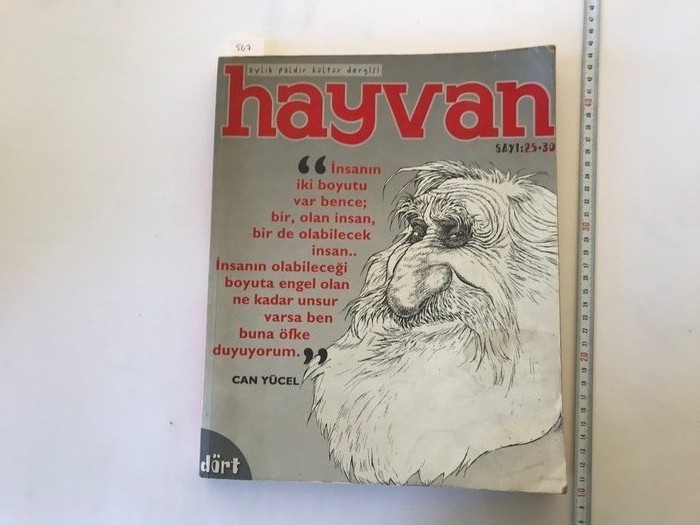 567
aylık paldır kültür dergisi
hayvan
SAYI:25-30
“ İnsanın
iki boyutu
var bence;
bir, olan insan,
bir de olabilecek
insan..
İnsanın olabileceği
boyuta engel olan
ne kadar unsur
varsa ben
buna öfke
duyuyorum. ”
CAN YÜCEL
dört